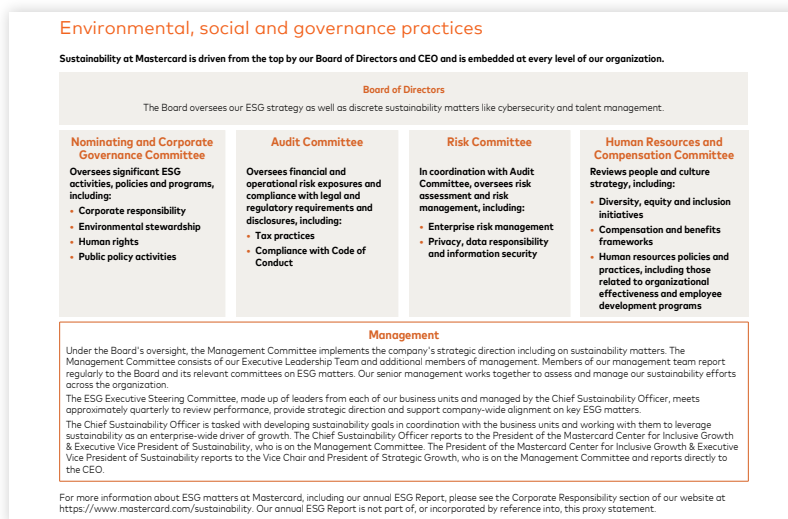 Environmental, social and governance practices
Sustainability at Mastercard is driven from the top by our Board of Directors and CEO and is embedded at every level of our organization.
Board of Directors
The Board oversees our ESG strategy as well as discrete sustainability matters like cybersecurity and talent management.
Nominating and Corporate
Governance Committee
Oversees significant ESG
activities, policies and programs,
including:
• Corporate responsibility
• Environmental stewardship
• Human rights
• Public policy activities
Audit Committee
Oversees financial and
operational risk exposures and
compliance with legal and
regulatory requirements and
disclosures, including:
• Tax practices
• Compliance with Code of
Conduct
Risk Committee
In coordination with Audit
Committee, oversees risk
assessment and risk
management, including:
• Enterprise risk management
• Privacy, data responsibility
and information security
Human Resources and
Compensation Committee
Reviews people and culture
strategy, including:
• Diversity, equity and inclusion
initiatives
• Compensation and benefits
frameworks
• Human resources policies and
practices, including those
related to organizational
effectiveness and employee
development programs
Management
Under the Board's oversight, the Management Committee implements the company's strategic direction including on sustainability matters. The
Management Committee consists of our Executive Leadership Team and additional members of management. Members of our management team report
regularly to the Board and its relevant committees on ESG matters. Our senior management works together to assess and manage our sustainability efforts
across the organization.
The ESG Executive Steering Committee, made up of leaders from each of our business units and managed by the Chief Sustainability Officer, meets
approximately quarterly to review performance, provide strategic direction and support company-wide alignment on key ESG matters.
The Chief Sustainability Officer is tasked with developing sustainability goals in coordination with the business units and working with them to leverage
sustainability as an enterprise-wide driver of growth. The Chief Sustainability Officer reports to the President of the Mastercard Center for Inclusive Growth
& Executive Vice President of Sustainability, who is on the Management Committee. The President of the Mastercard Center for Inclusive Growth & Executive
Vice President of Sustainability reports to the Vice Chair and President of Strategic Growth, who is on the Management Committee and reports directly to
the CEO.
For more information about ESG matters at Mastercard, including our annual ESG Report, please see the Corporate Responsibility section of our website at
https://www.mastercard.com/sustainability. Our annual ESG Report is not part of, or incorporated by reference into, this proxy statement.